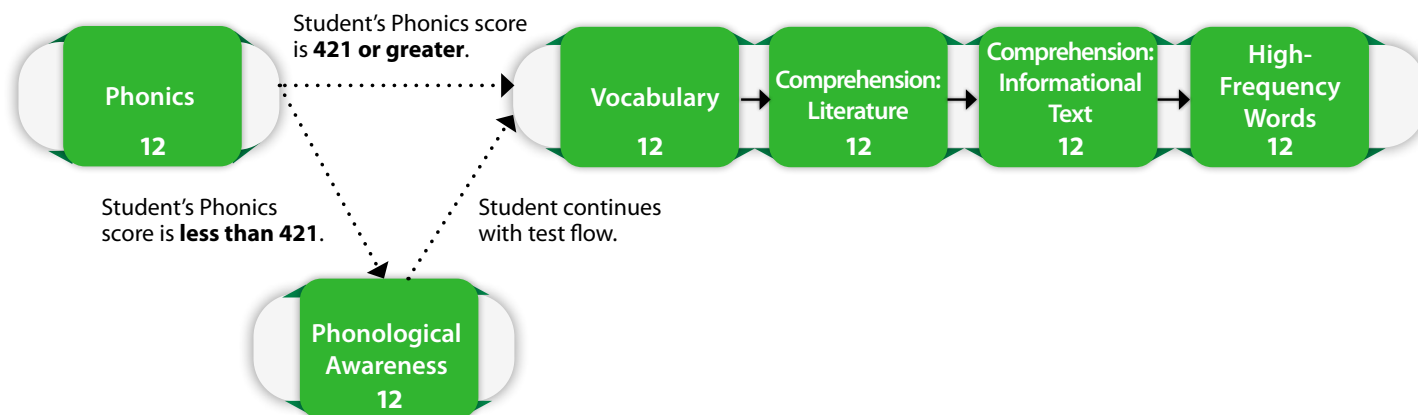 Student’s Phonics score
is 421 or greater.
Phonics
12
Vocabulary
12
Comprehension:
Literature
12
Comprehension:
Informational
Text
12
High-
Frequency
Words
12
Student’s Phonics
score is less than 421.
Student continues
with test flow.
Phonological
Awareness
12